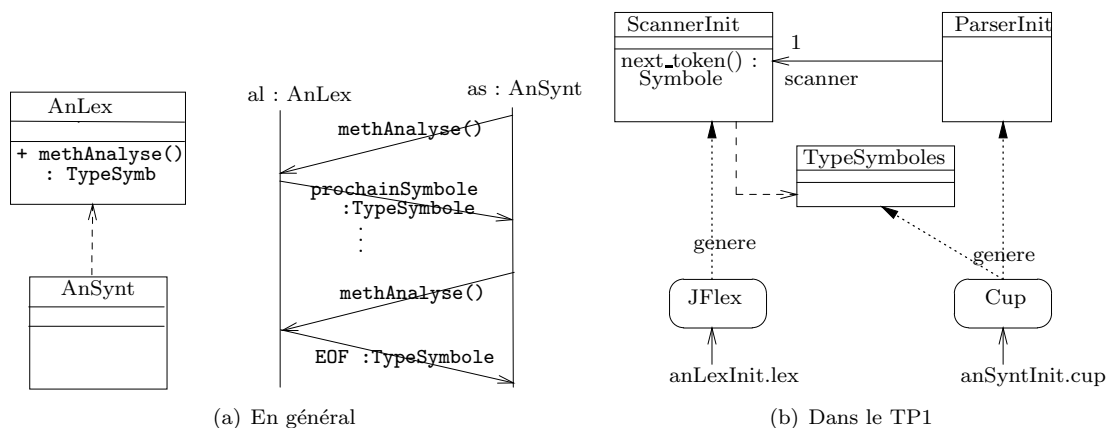 AnLex
+ methAnalyse()
: TypeSymb
AnSynt
al : AnLex
as : AnSynt
methAnalyse()
prochainSymbole
:TypeSymbole
methAnalyse()
EOF :TypeSymbole
(a) En général
ScannerInit
next_token() :
Symbole
1
scanner
ParserInit
TypeSymboles
genere
genere
JFlex
Cup
anLexInit.lex
anSyntInit.cup
(b) Dans le TP1